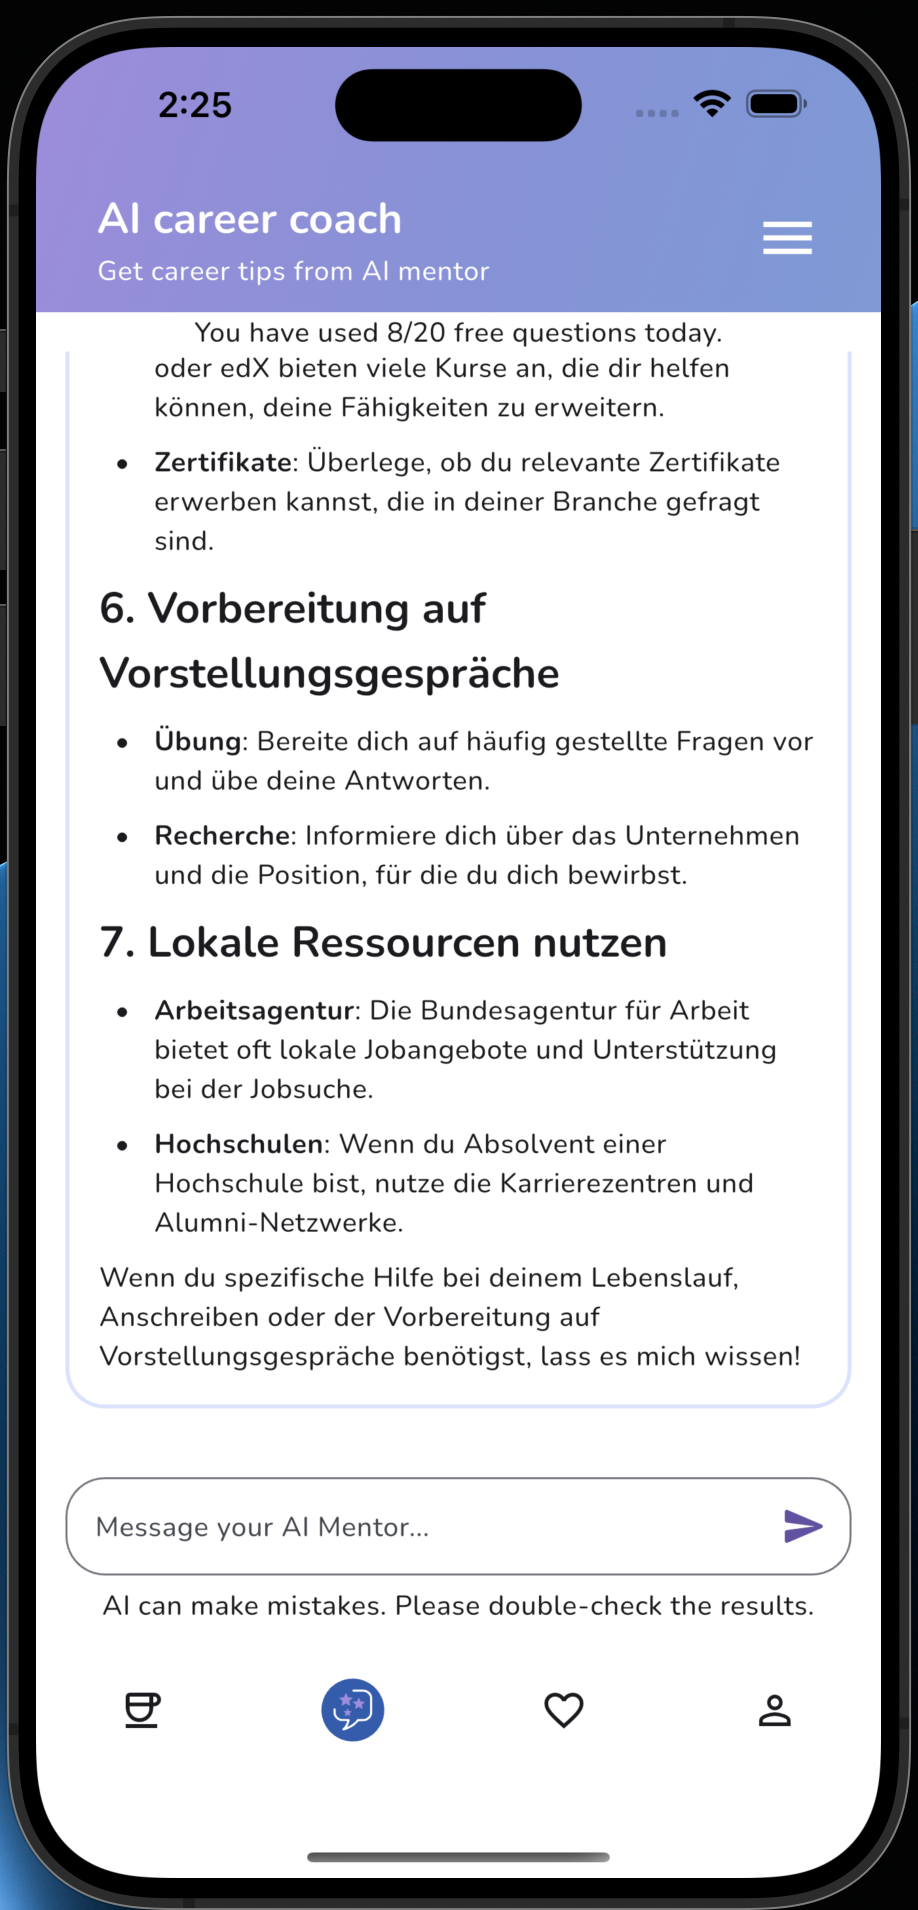 2:25
AI career coach
Get career tips from AI mentor
You have used 8/20 free questions today.
oder edX bieten viele Kurse an, die dir helfen
können, deine Fähigkeiten zu erweitern.
• Zertifikate: Überlege, ob du relevante Zertifikate
erwerben kannst, die in deiner Branche gefragt
sind.
6. Vorbereitung auf
Vorstellungsgespräche
• Übung: Bereite dich auf häufig gestellte Fragen vor
und übe deine Antworten.
• Recherche: Informiere dich über das Unternehmen
und die Position, für die du dich bewirbst.
7. Lokale Ressourcen nutzen
• Arbeitsagentur: Die Bundesagentur für Arbeit
bietet oft lokale Jobangebote und Unterstützung
bei der Jobsuche.
• Hochschulen: Wenn du Absolvent einer
Hochschule bist, nutze die Karrierezentren und
Alumni-Netzwerke.
Wenn du spezifische Hilfe bei deinem Lebenslauf,
Anschreiben oder der Vorbereitung auf
Vorstellungsgespräche benötigst, lass es mich wissen!
Message your AI Mentor...
AI can make mistakes. Please double-check the results.